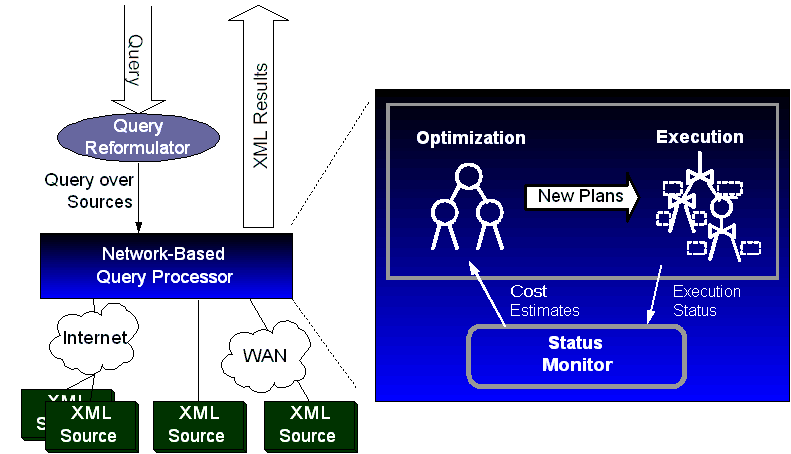 Query
XML Results
Query
Reformulator
Query over
Sources
Network-Based
Query Processor
Internet
WAN
XML
S
XML
Source
XML
Source
XML
Source
Optimization
Execution
New Plans
Cost
Estimates
Execution
Status
Status
Monitor